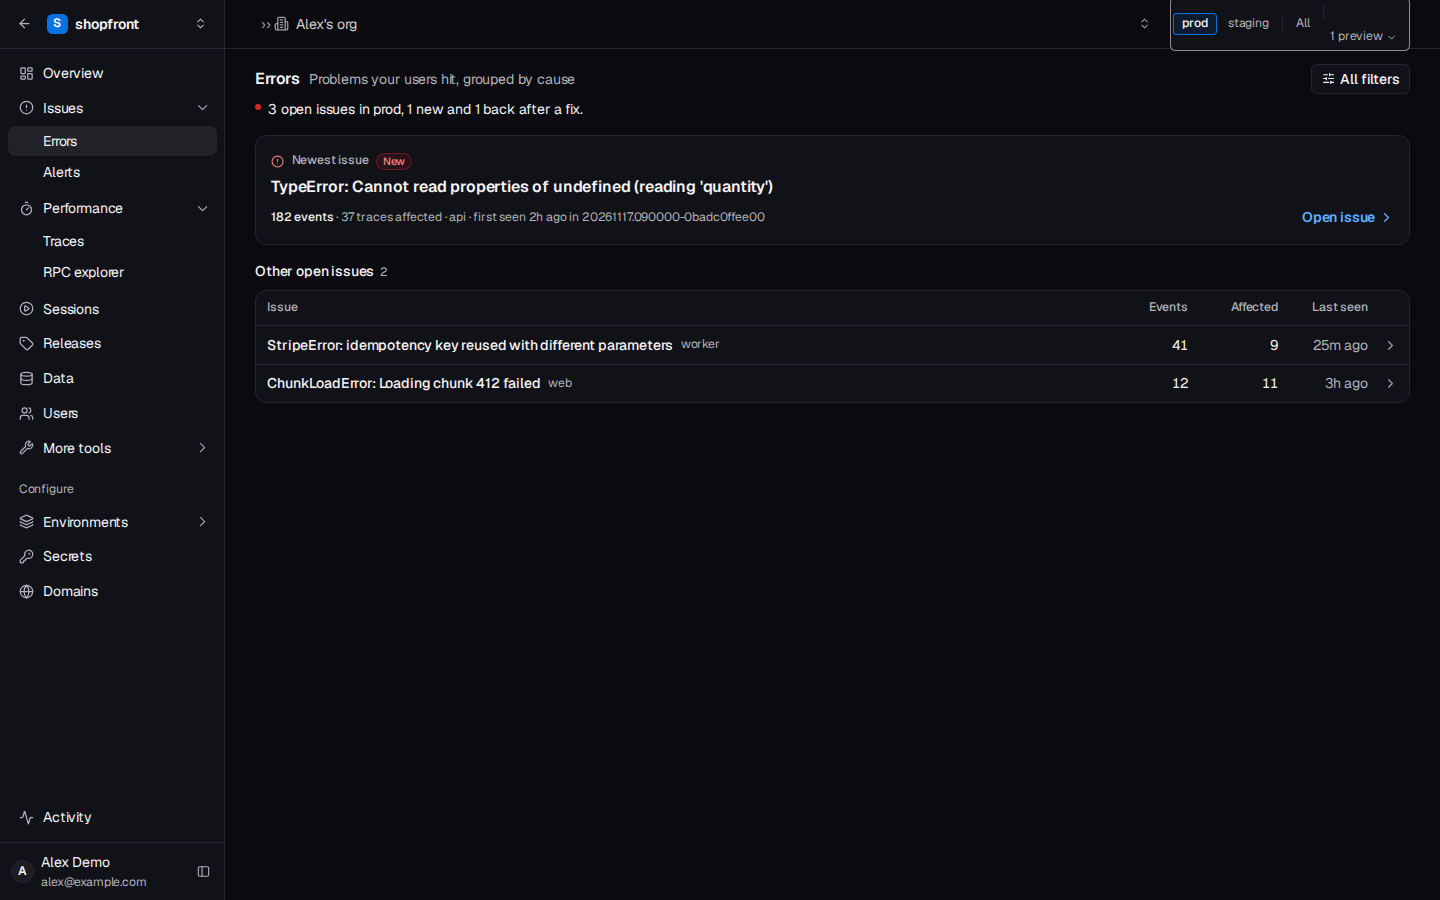 S shopfront
Overview
Issues
Errors
Alerts
Performance
Traces
RPC explorer
Sessions
Releases
Data
Users
More tools
Configure
Environments
Secrets
Domains
Activity
A
Alex Demo
alex@example.com
›› Alex's org
prod staging All
1 preview
Errors Problems your users hit, grouped by cause
All filters
3 open issues in prod, 1 new and 1 back after a fix.
Newest issue New
TypeError: Cannot read properties of undefined (reading 'quantity')
182 events · 37 traces affected · api · first seen 2h ago in 20261117.090000-0badc0ffee00
Open issue
Other open issues 2
Issue Events Affected Last seen
StripeError: idempotency key reused with different parameters worker 41 9 25m ago
ChunkLoadError: Loading chunk 412 failed web 12 11 3h ago